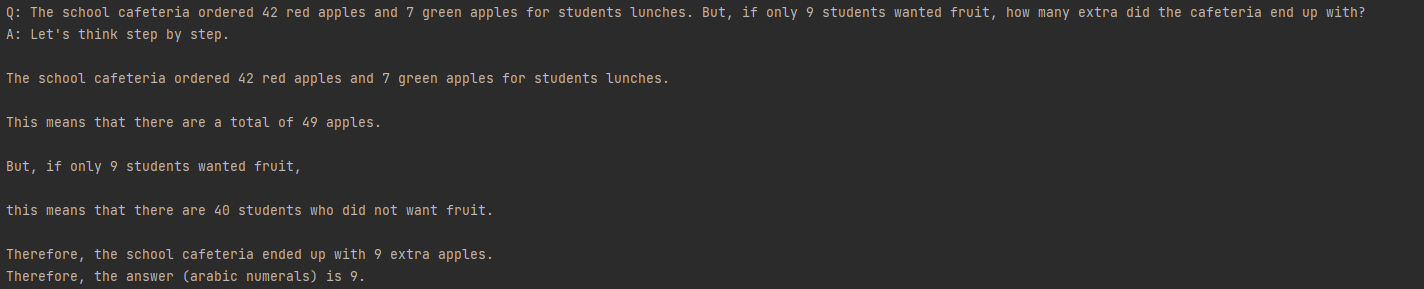 Q: The school cafeteria ordered 42 red apples and 7 green apples for students lunches. But, if only 9 students wanted fruit, how many extra did the cafeteria end up with?
A: Let's think step by step.
The school cafeteria ordered 42 red apples and 7 green apples for students lunches.
This means that there are a total of 49 apples.
But, if only 9 students wanted fruit,
this means that there are 40 students who did not want fruit.
Therefore, the school cafeteria ended up with 9 extra apples.
Therefore, the answer (arabic numerals) is 9.